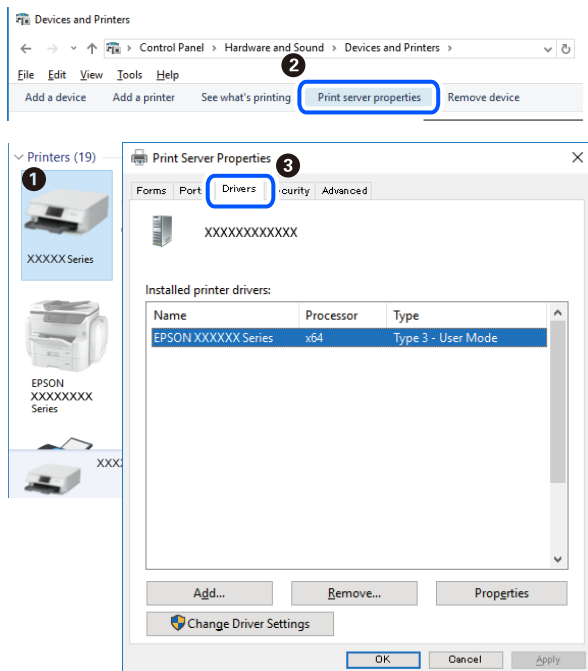 Devices and Printers
Control Panel > Hardware and Sound > Devices and Printers >
File Edit View Tools Help
2
Add a device Add a printer See what's printing Print server properties Remove device
Printers (19)
1
XXXXX Series
EPSON
XXXXXXXX
Series
XXX
Print Server Properties
3
Forms Port Drivers curity Advanced
XXXXXXXXXXXX
Installed printer drivers:
Name Processor Type
EPSON XXXXXX Series x64 Type 3 - User Mode
Add... Remove... Properties
Change Driver Settings
OK Cancel Apply